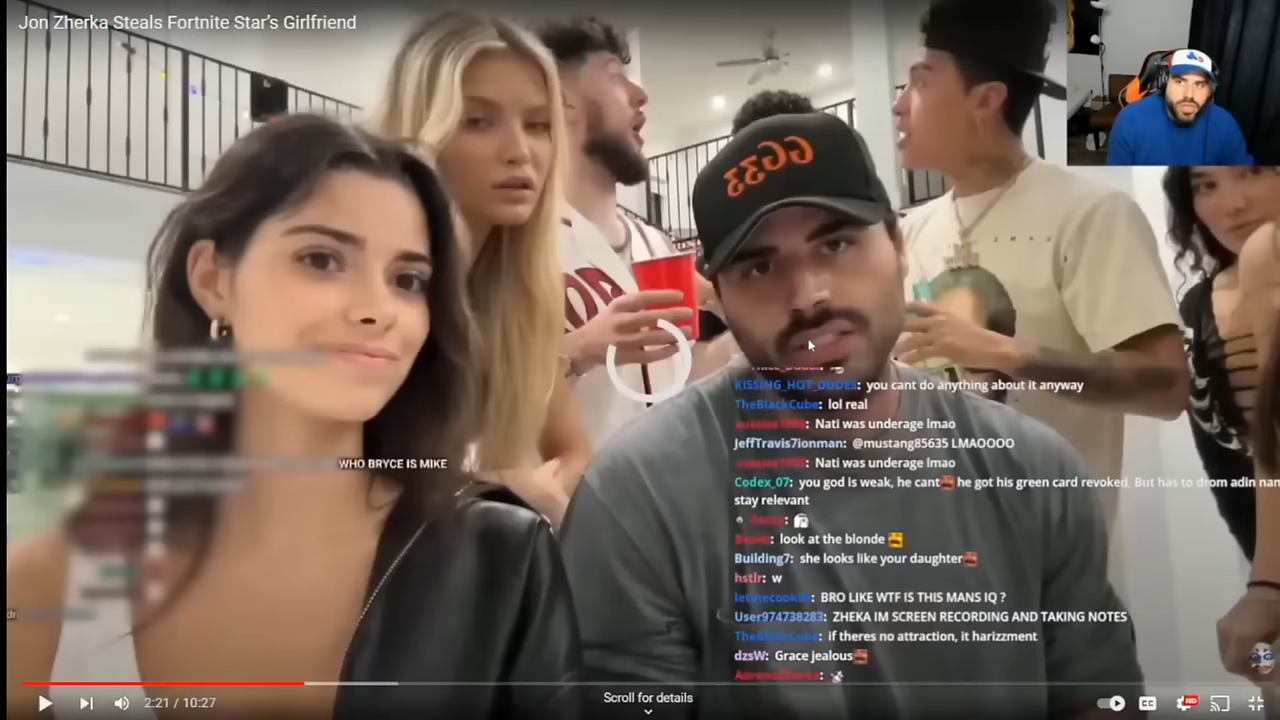 Jon Zherka Steals Fortnite Star's Girlfriend
KISSING_HOT_DUDES: you cant do anything about it anyway
TheBlackCube: lol real
Nati was underage lmao
JeffTravis7ionman: @mustang85635 LMAOOOO
Nati was underage lmao
WHO BRYCE IS MIKE
Codex_07: you god is weak, he cant he got his green card revoked. But has to drom adin nam
stay relevant
look at the blonde
Building7: she looks like your daughter
hstlr: w
BRO LIKE WTF IS THIS MANS IQ ?
User974738283: ZHEKA IM SCREEN RECORDING AND TAKING NOTES
TheBlackCube: if theres no attraction, it harizzment
dzsW: Grace jealous
2:21 / 10:27
Scroll for details
CC
HD